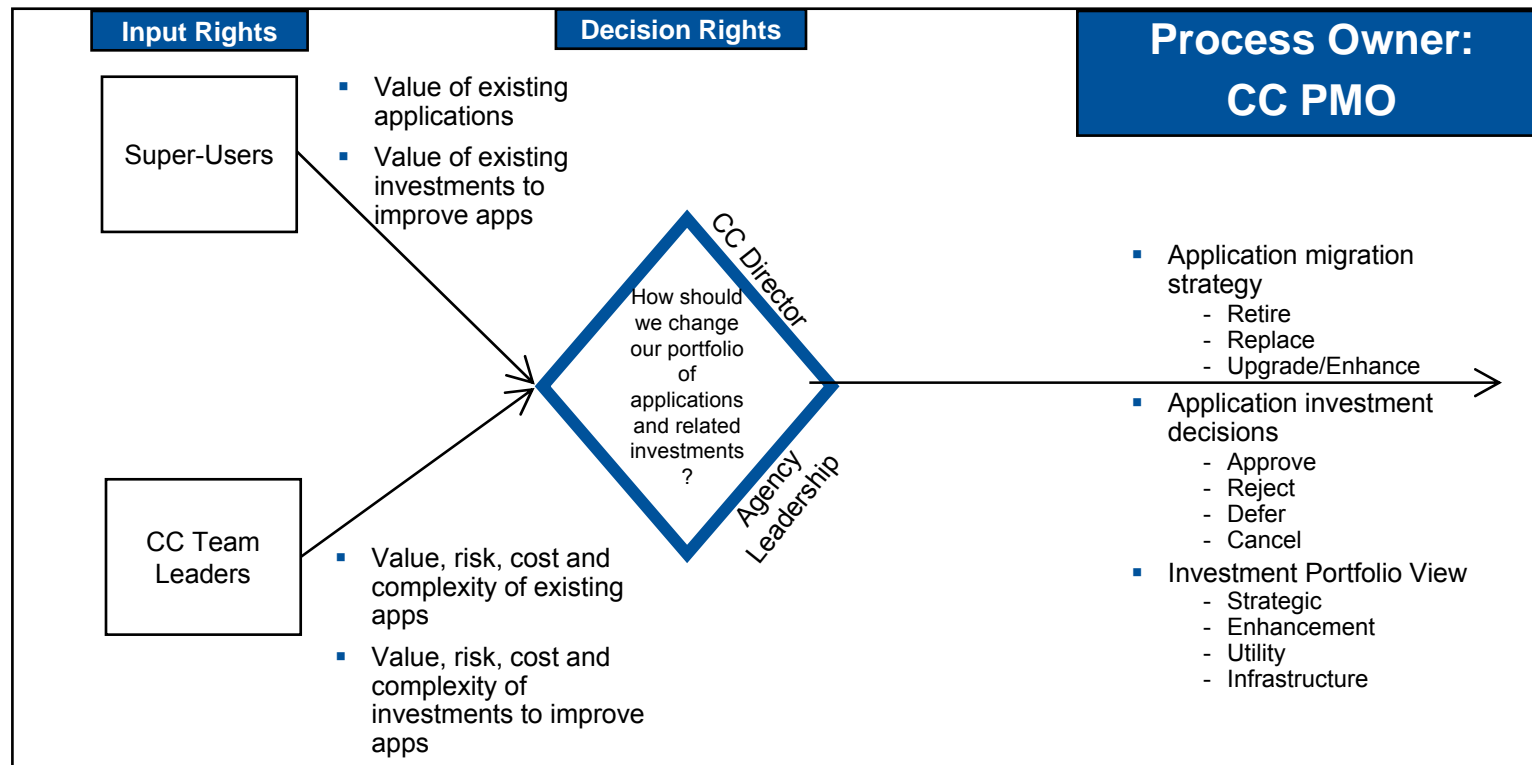 Input Rights
Decision Rights
Process Owner:
CC PMO
Super-Users
▪ Value of existing
applications
▪ Value of existing
investments to
improve apps
CC Team
Leaders
▪ Value, risk, cost and
complexity of existing
apps
▪ Value, risk, cost and
complexity of
investments to improve
apps
CC Director
How should
we change
our portfolio
of
applications
and related
investments
?
Agency
Leadership
▪ Application migration
strategy
- Retire
- Replace
- Upgrade/Enhance
▪ Application investment
decisions
- Approve
- Reject
- Defer
- Cancel
▪ Investment Portfolio View
- Strategic
- Enhancement
- Utility
- Infrastructure